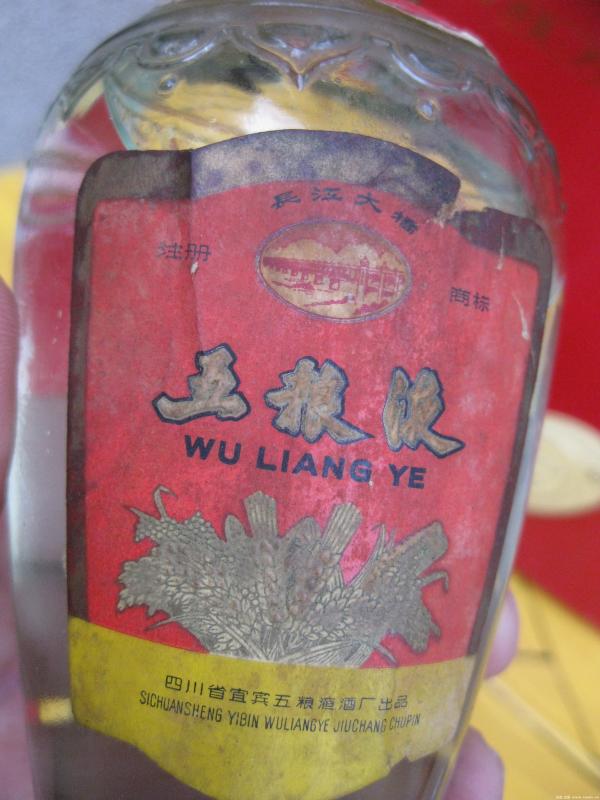 長江大橋
注册 商标
五粮液
WU LIANG YE
四川省宜宾五粮液酒厂出品
SICHUANSHENG YIBIN WULIANGYE JIUCHANG CHUPIN